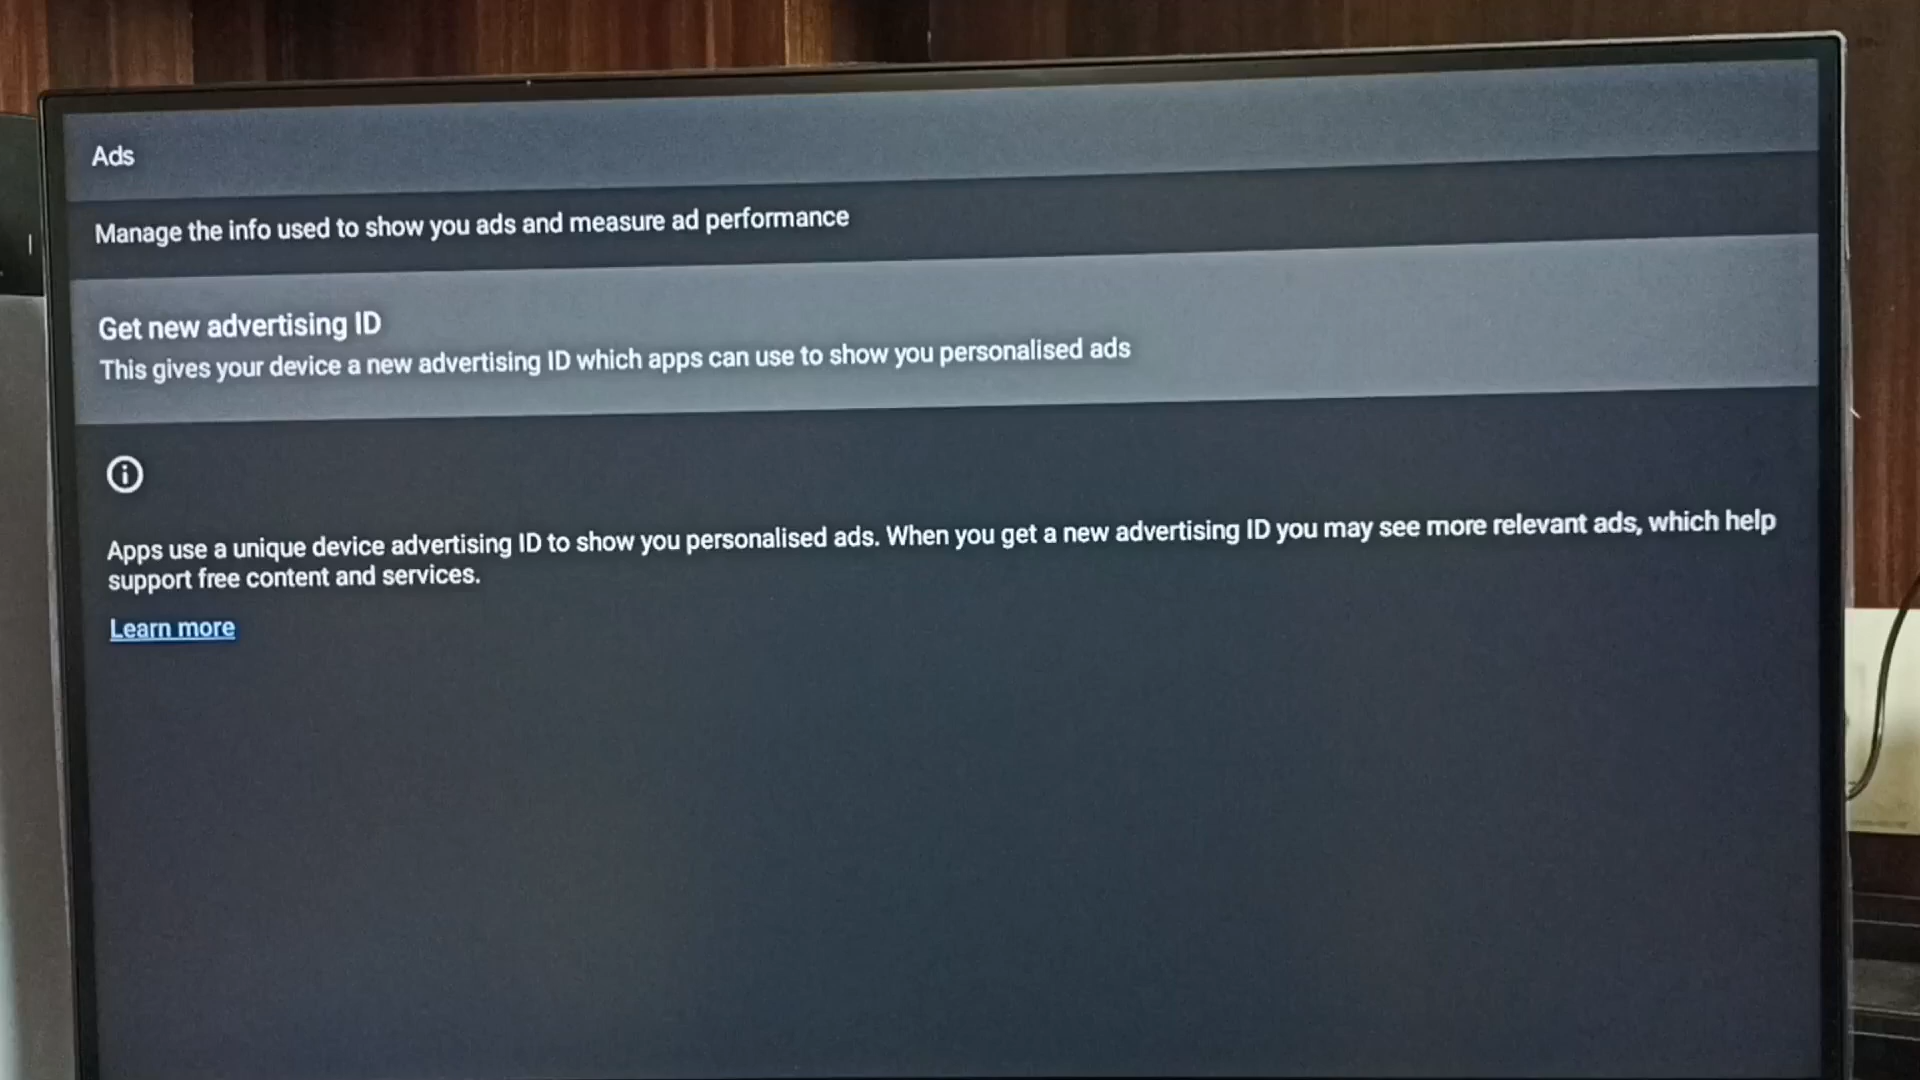 Ads
Manage the info used to show you ads and measure ad performance
Get new advertising ID
This gives your device a new advertising ID which apps can use to show you personalised ads
Apps use a unique device advertising ID to show you personalised ads. When you get a new advertising ID you may see more relevant ads, which help
support free content and services.
Learn more